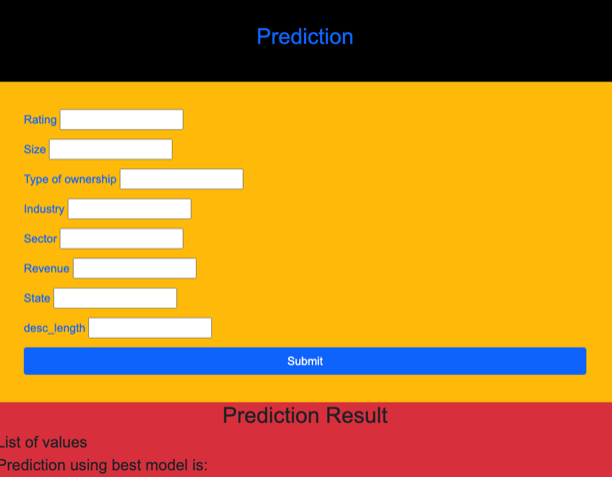 Prediction
Rating
Size
Type of ownership
Industry
Sector
Revenue
State
desc_length
Submit
Prediction Result
List of values
Prediction using best model is: